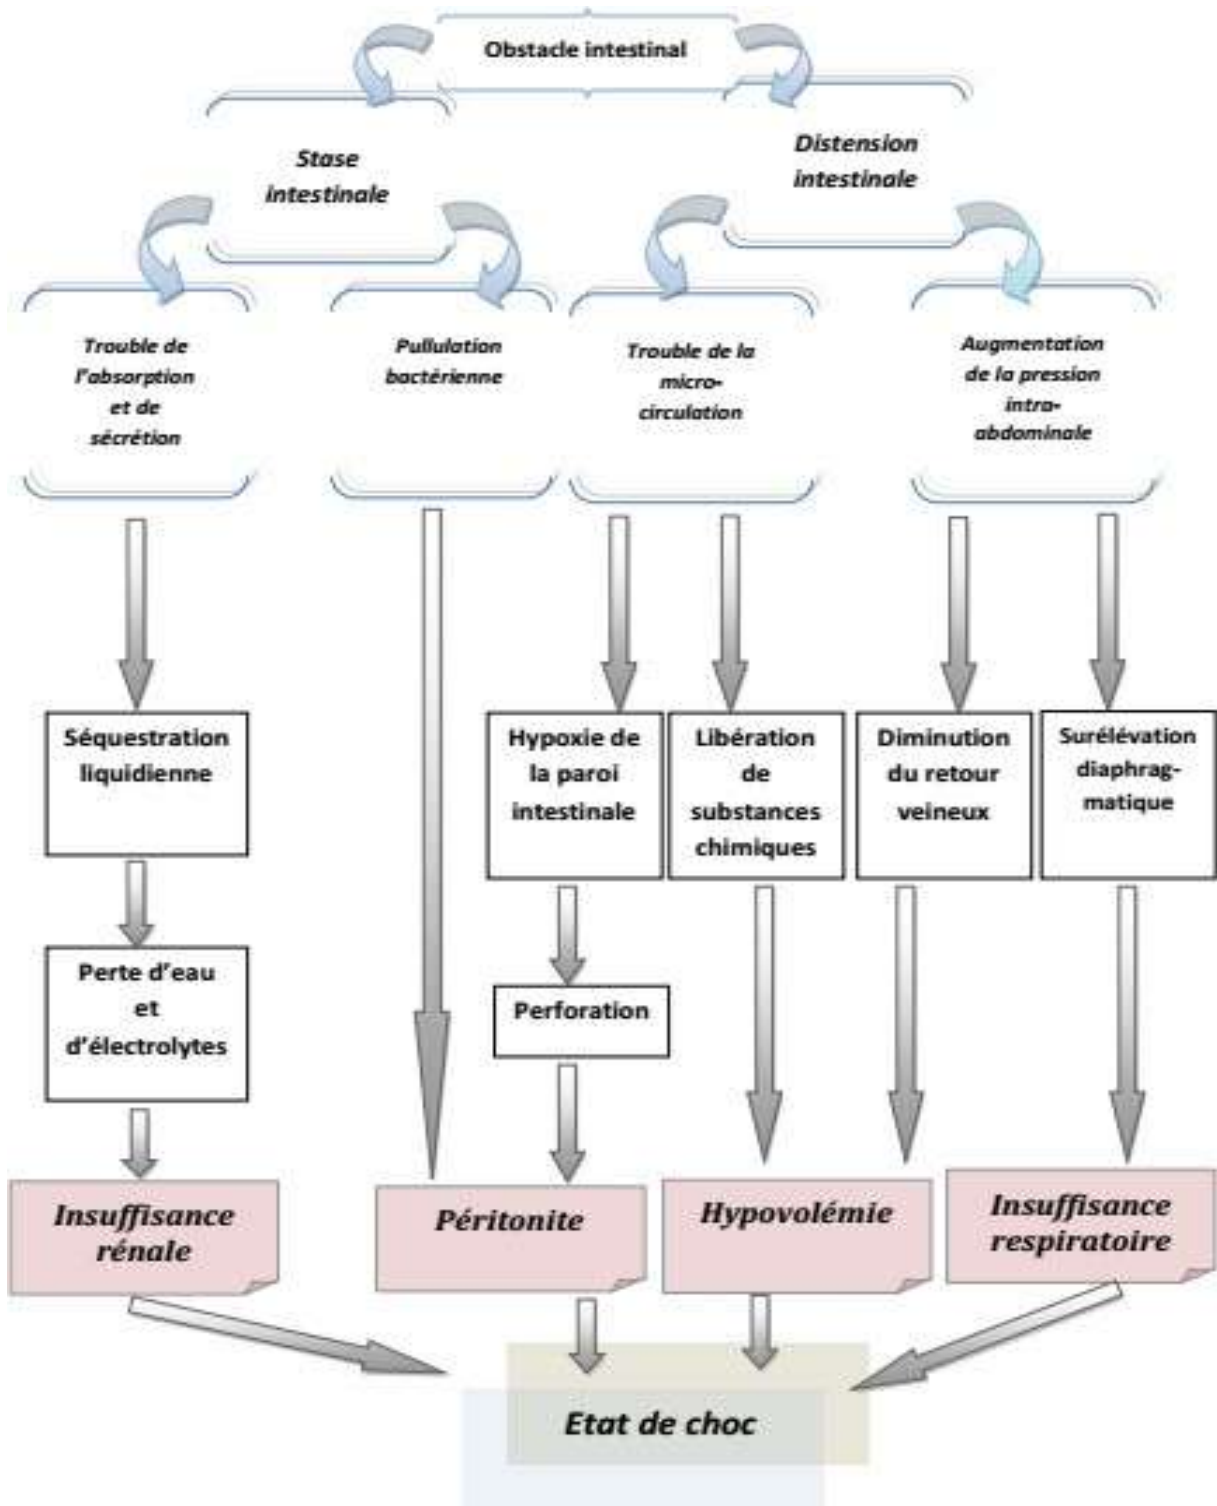 Obstacle intestinal
Stase
intestinale
Distension
intestinale
Trouble de
l'absorption
et de
sécrétion
Pullulation
bactérienne
Trouble de la
micro-
circulation
Augmentation
de la pression
intra-
abdominale
Séquestration
liquidienne
Hypoxie de
la paroi
intestinale
Libération
de
substances
chimiques
Diminution
du retour
veineux
Surélévation
diaphrag-
matique
Perte d'eau
et
d'électrolytes
Perforation
Insuffisance
rénale
Péritonite
Hypovolémie
Insuffisance
respiratoire
Etat de choc